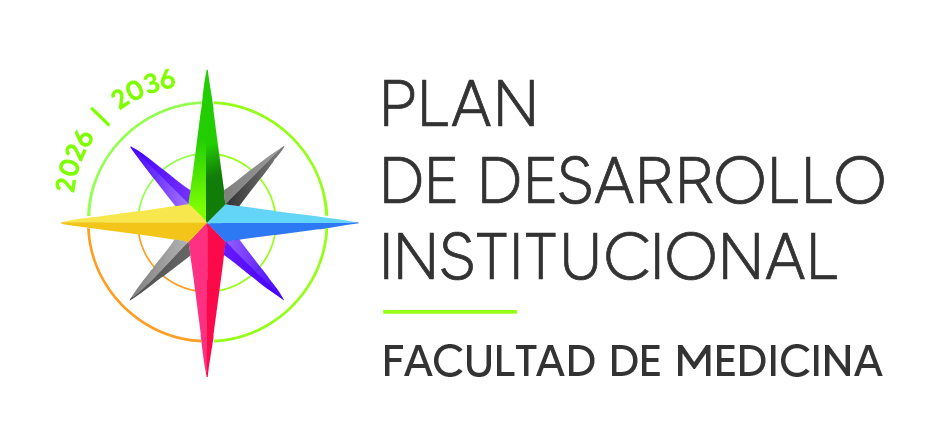 2026 | 2036
PLAN
DE DESARROLLO
INSTITUCIONAL
FACULTAD DE MEDICINA